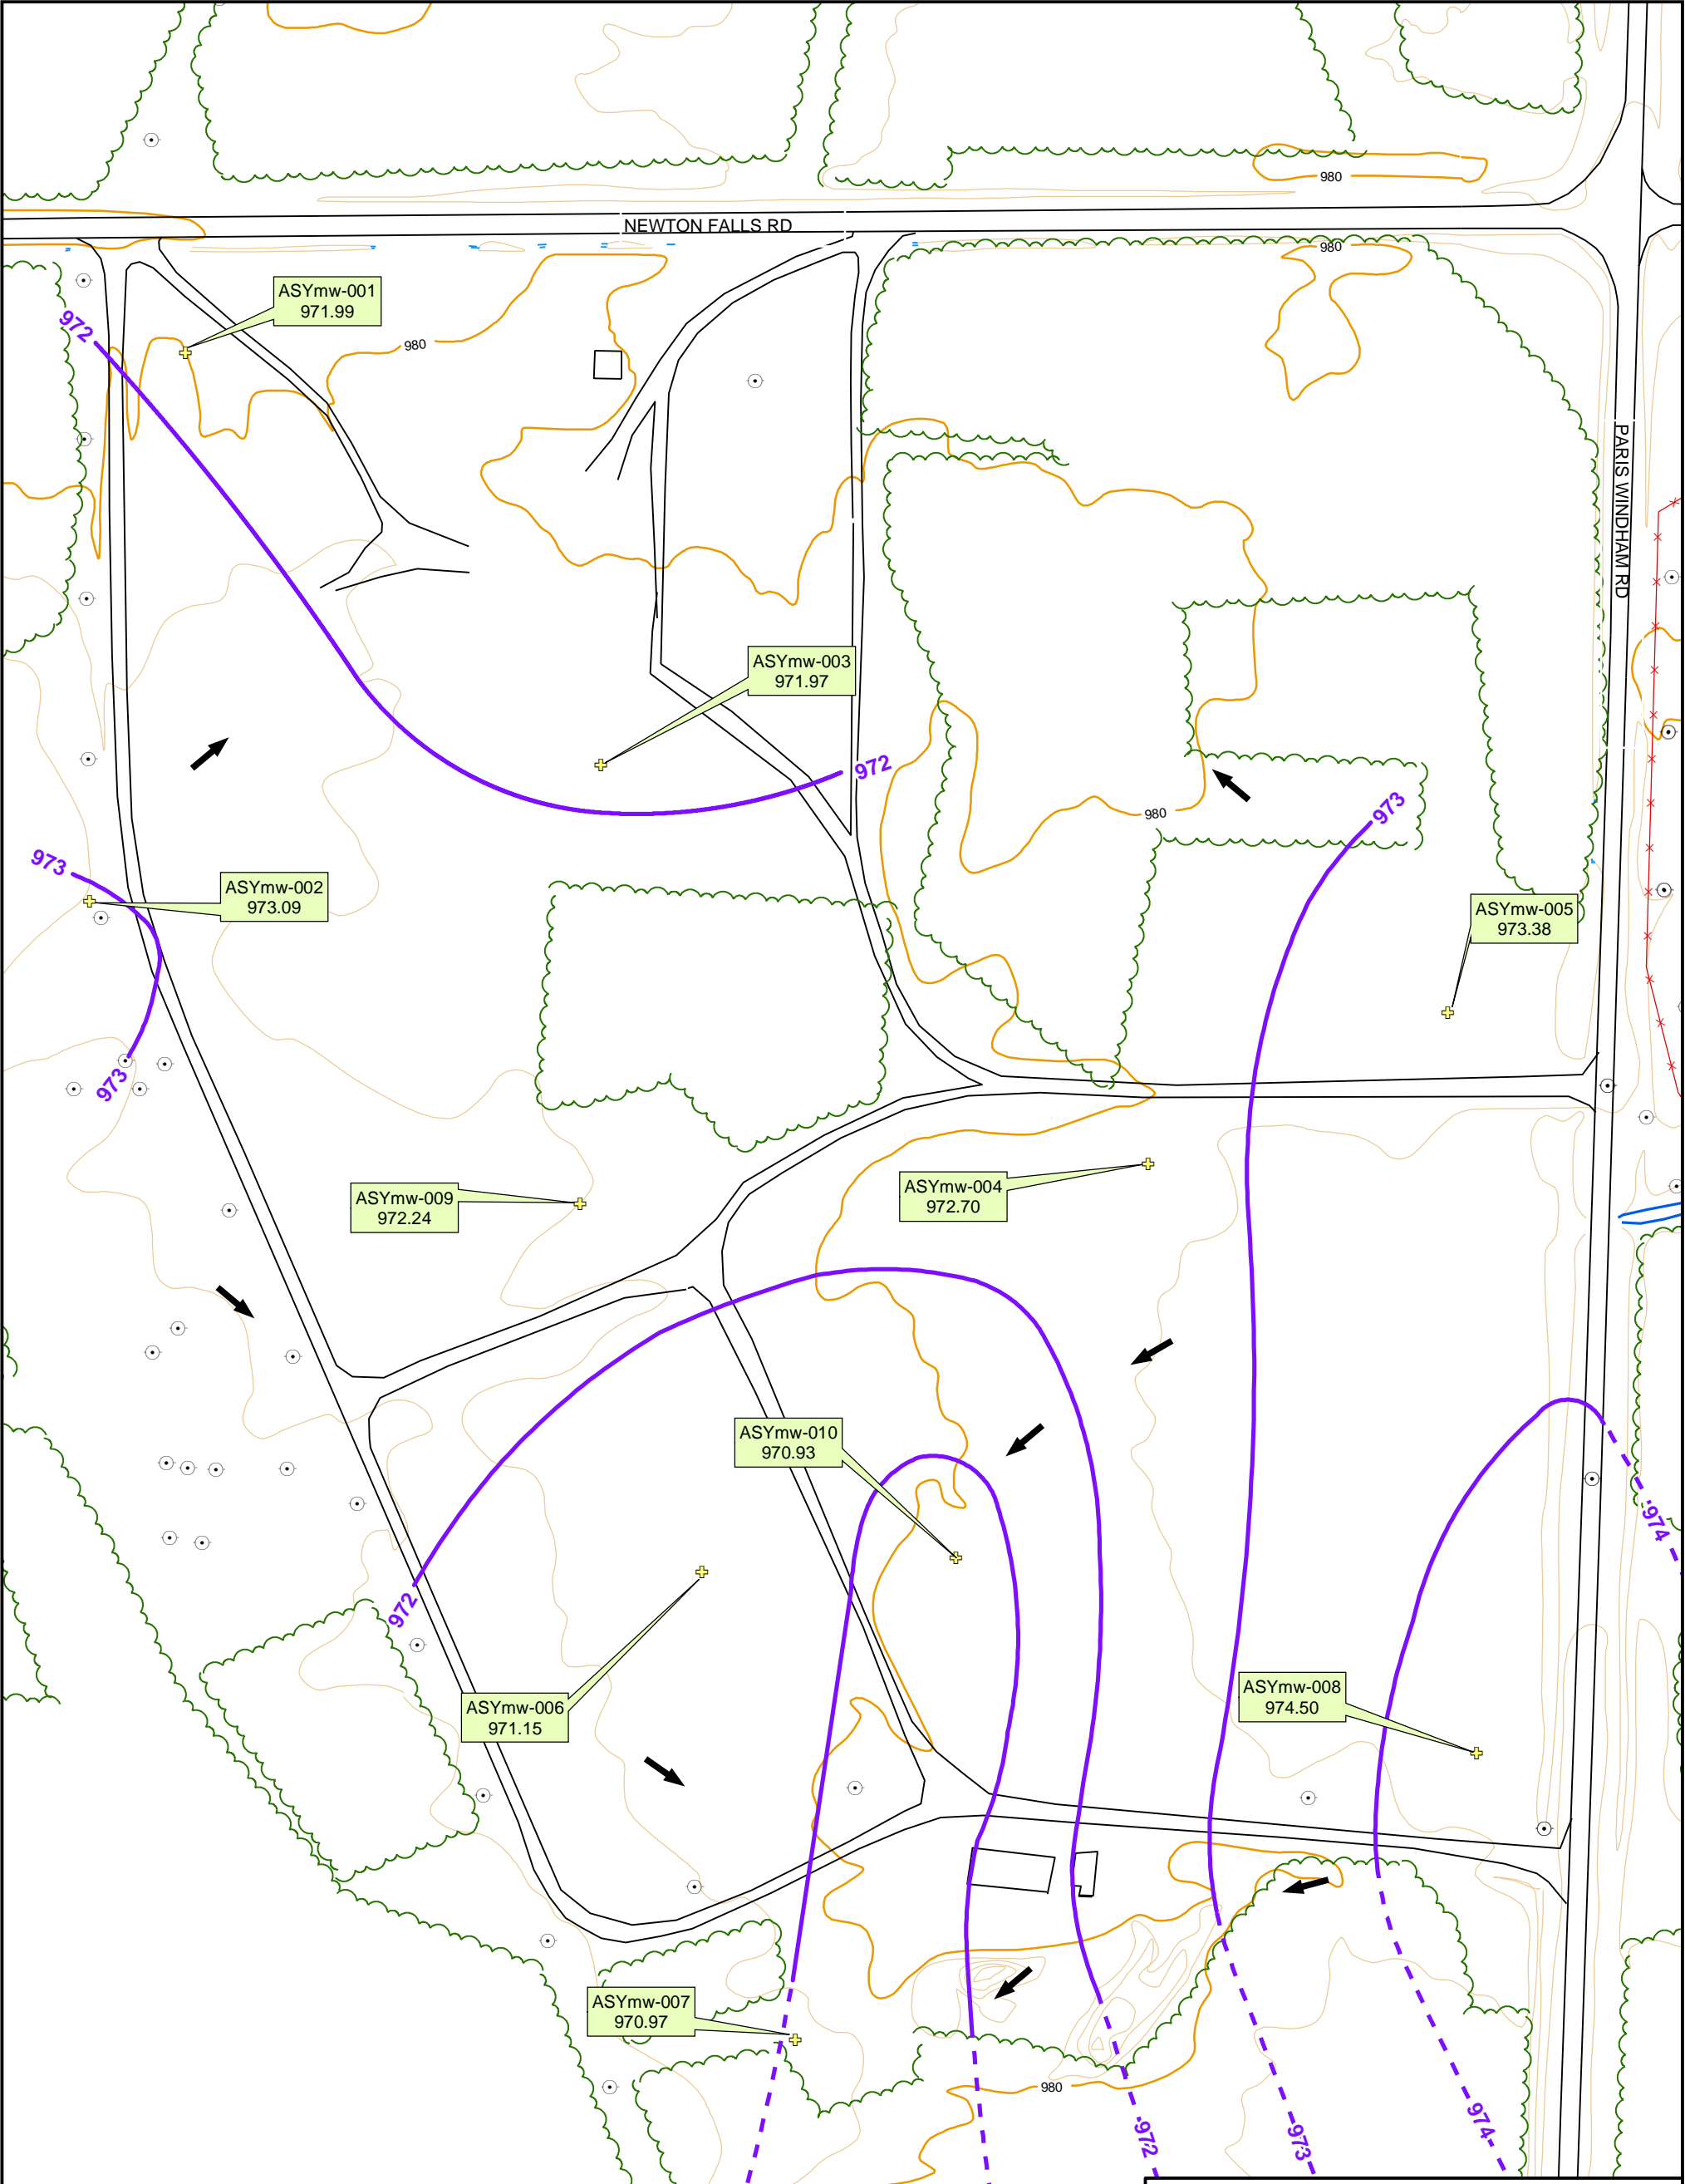 980
NEWTON FALLS RD
980
ASYmw-001
971.99
972
980
PARIS WINDHAM RD
ASYmw-003
971.97
972
980
973
973
ASYmw-002
973.09
ASYmw-005
973.38
973
ASYmw-009
972.24
ASYmw-004
972.70
ASYmw-010
970.93
974
972
ASYmw-006
971.15
ASYmw-008
974.50
ASYmw-007
970.97
980
972
973
974